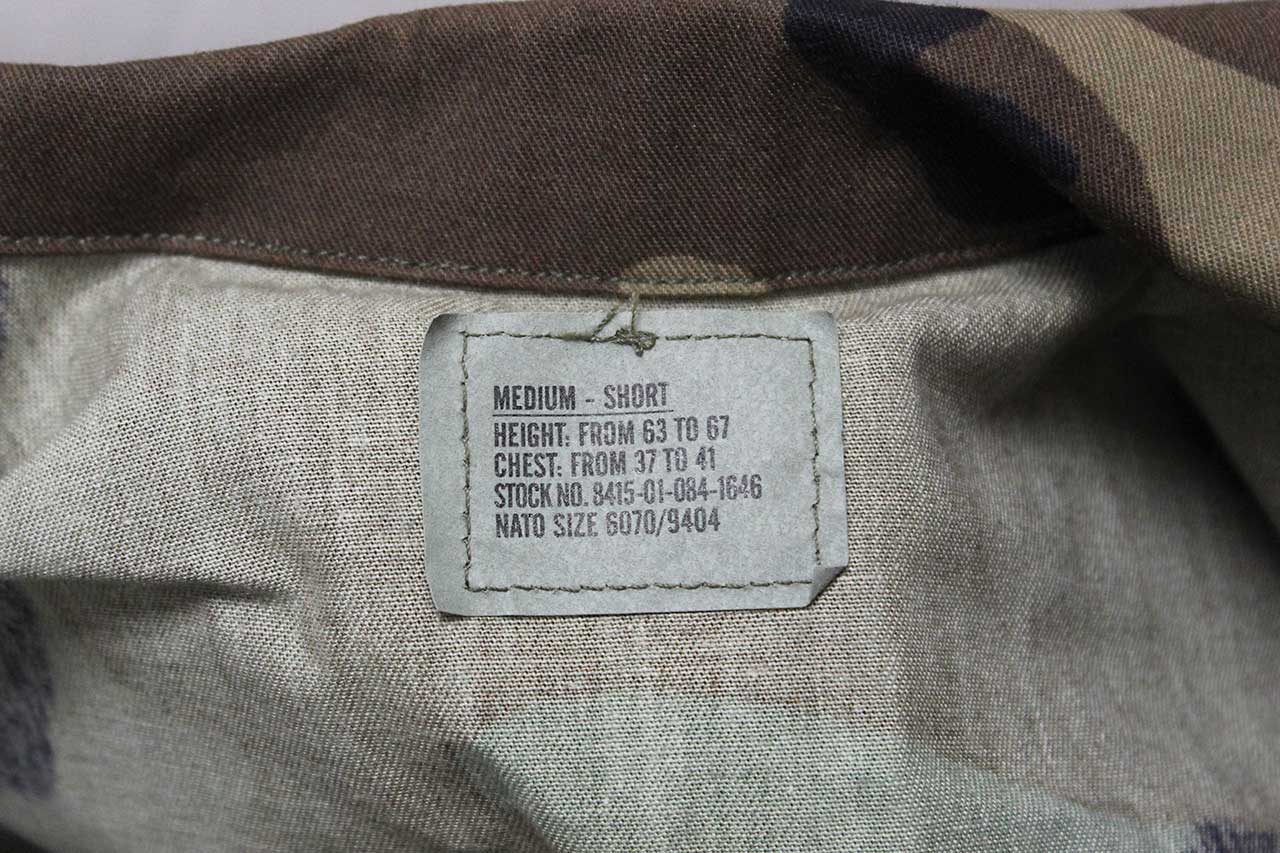 MEDIUM - SHORT
HEIGHT: FROM 63 TO 67
CHEST: FROM 37 TO 41
STOCK NO. 8415-01-084-1646
NATO SIZE 6070/9404